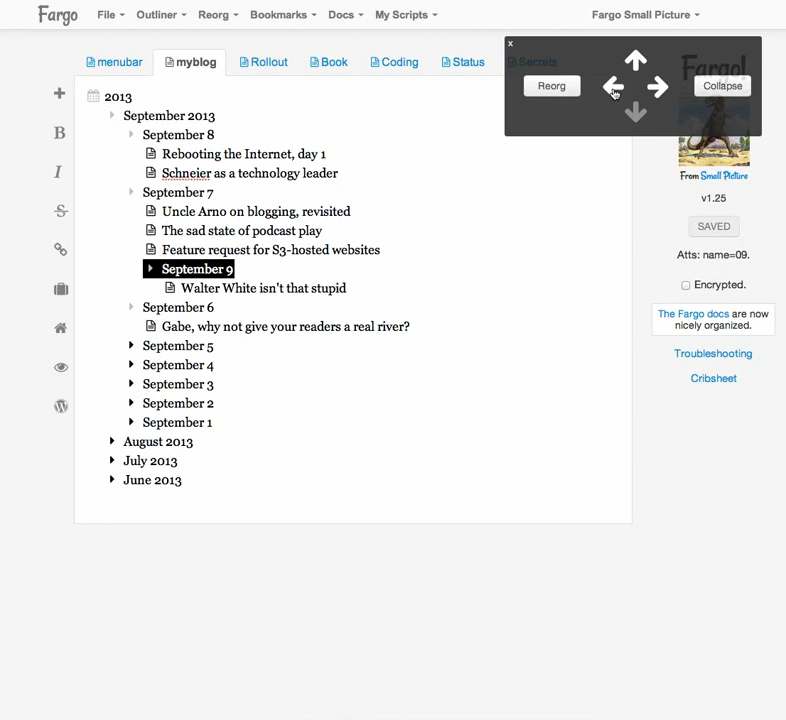 Fargo File Outliner Reorg Bookmarks Docs My Scripts Fargo Small Picture
menubar myblog Rollout Book Coding Status Secrets
x
Reorg Collapse
Fargo!
2013
September 2013
September 8
Rebooting the Internet, day 1
Schneier as a technology leader
September 7
Uncle Arno on blogging, revisited
The sad state of podcast play
Feature request for S3-hosted websites
September 9
Walter White isn't that stupid
September 6
Gabe, why not give your readers a real river?
September 5
September 4
September 3
September 2
September 1
August 2013
July 2013
June 2013
B
I
S
From Small Picture
v1.25
SAVED
Atts: name=09.
Encrypted.
The Fargo docs are now
nicely organized.
Troubleshooting
Cribsheet